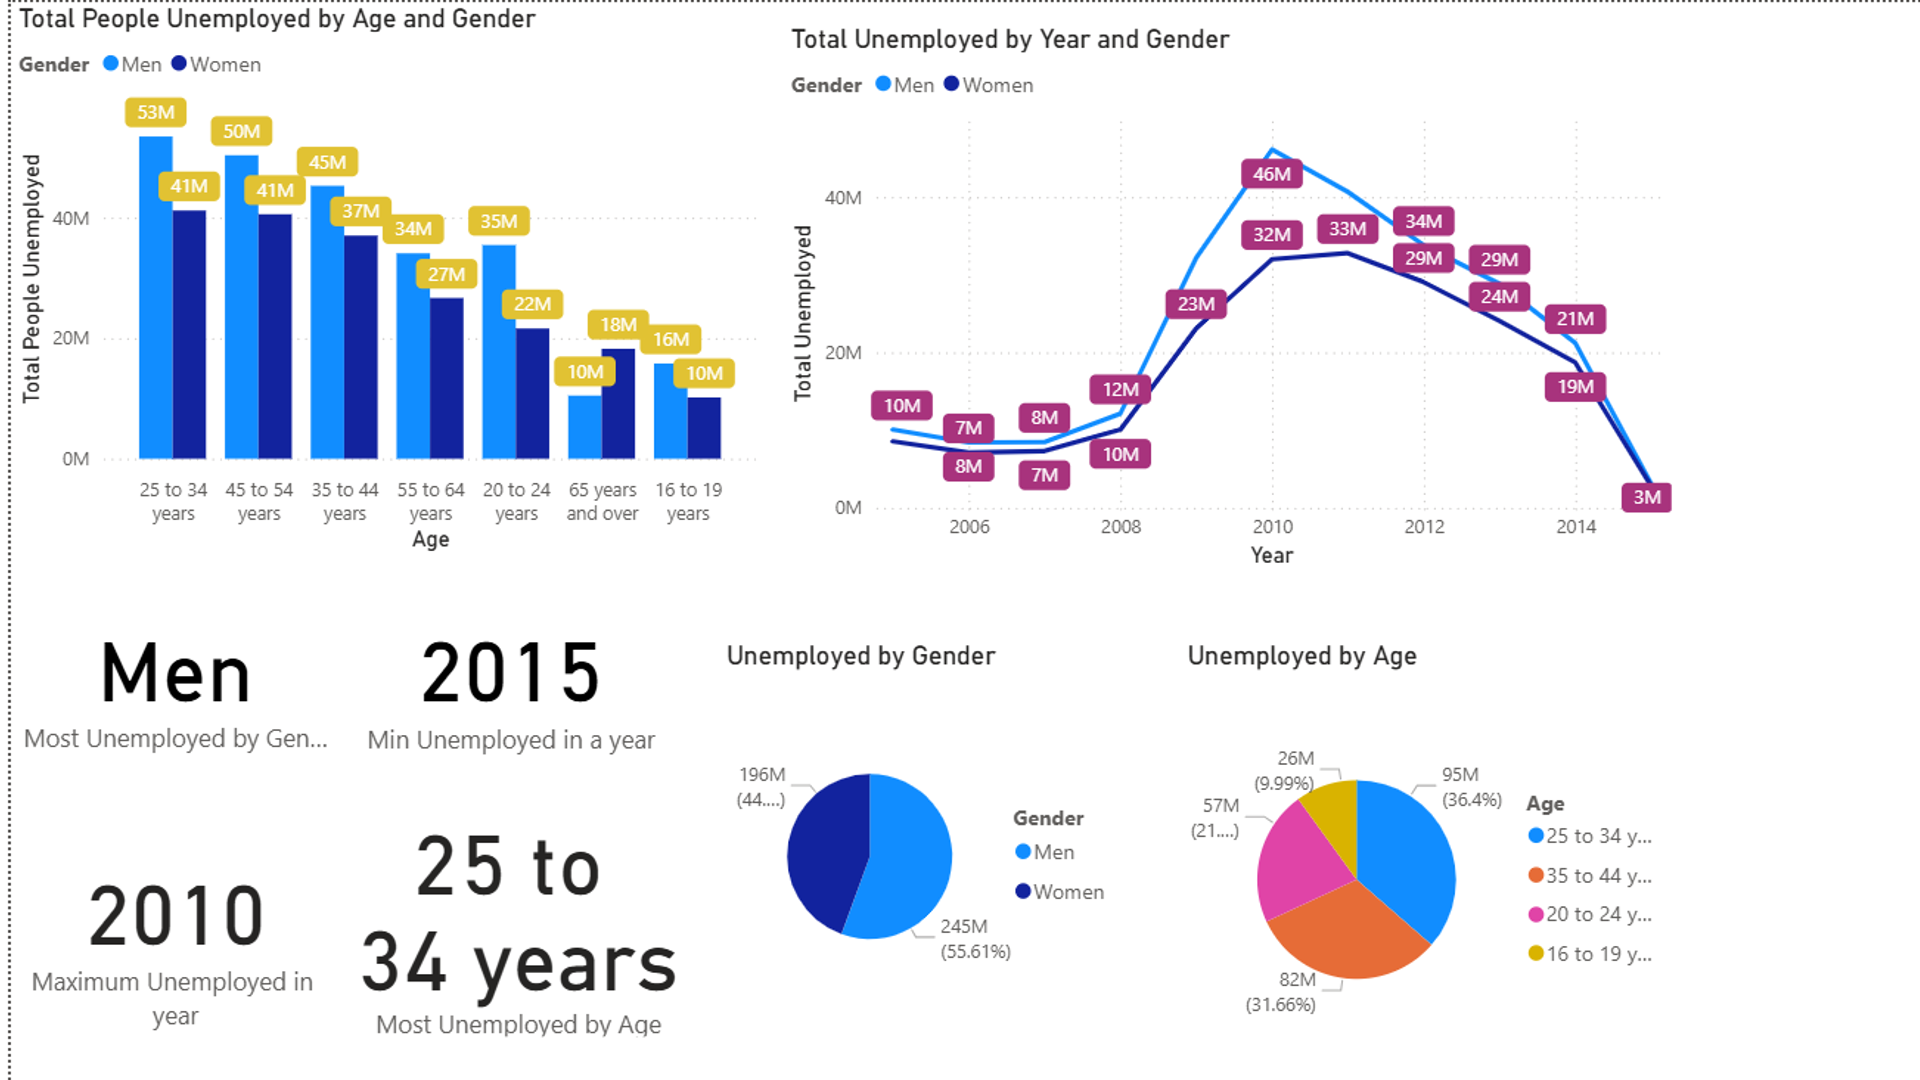 Total People Unemployed by Age and Gender
Gender Men Women
53M
50M
45M
41M
41M
37M
34M
35M
27M
22M
18M
16M
10M
10M
Total People Unemployed
40M
20M
0M
25 to 34 years
45 to 54 years
35 to 44 years
55 to 64 years
20 to 24 years
65 years and over
16 to 19 years
Age
Total Unemployed by Year and Gender
Gender Men Women
46M
32M
33M
34M
29M
29M
24M
23M
21M
19M
12M
10M
10M
7M
8M
8M
7M
3M
Total Unemployed
40M
20M
0M
2006 2008 2010 2012 2014
Year
Men
Most Unemployed by Gen...
2015
Min Unemployed in a year
2010
Maximum Unemployed in
year
25 to
34 years
Most Unemployed by Age
Unemployed by Gender
196M
(44....)
245M
(55.61%)
Gender
Men
Women
Unemployed by Age
26M
(9.99%)
95M
(36.4%)
57M
(21....)
82M
(31.66%)
Age
25 to 34 y...
35 to 44 y...
20 to 24 y...
16 to 19 y...